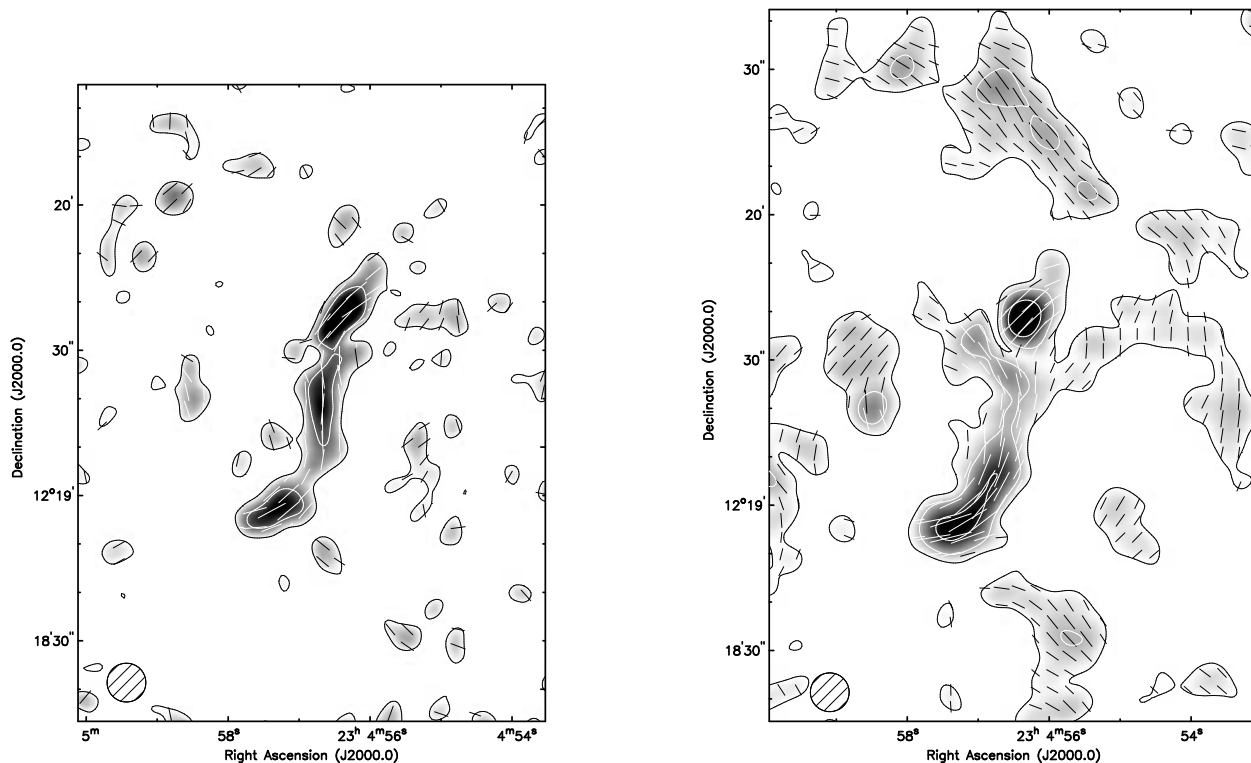 30"
20'
20'
Declination (J2000.0)
Declination (J2000.0)
30"
30"
12°19'
12°19'
18'30"
18'30"
5ᵐ 58ˢ 23ʰ 4ᵐ56ˢ 4ᵐ54ˢ
58ˢ 23ʰ 4ᵐ56ˢ 54ˢ
Right Ascension (J2000.0)
Right Ascension (J2000.0)